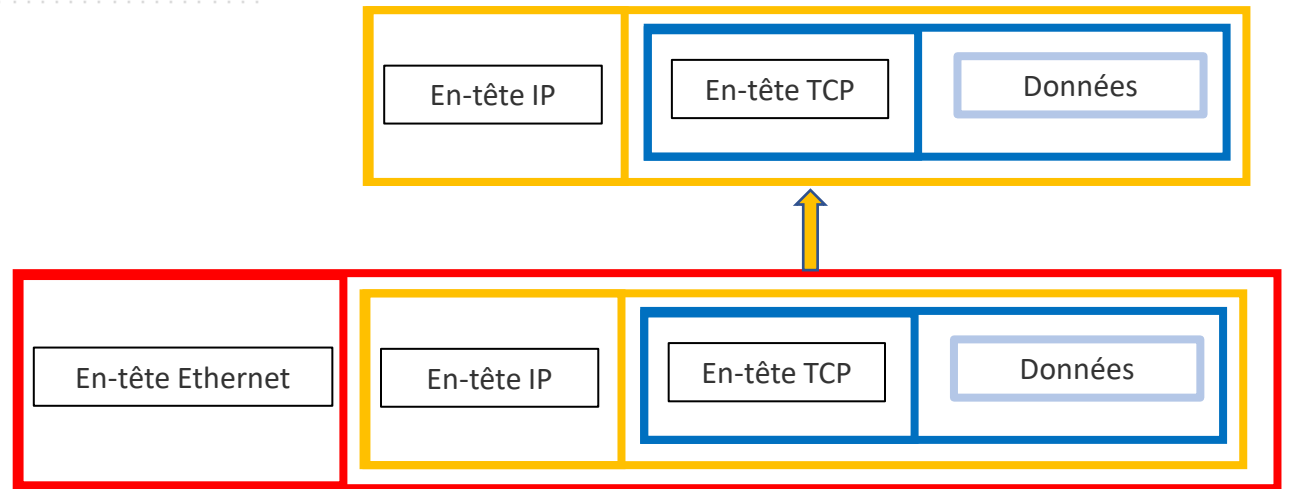 En-tête IP
En-tête TCP
Données
En-tête Ethernet
En-tête IP
En-tête TCP
Données